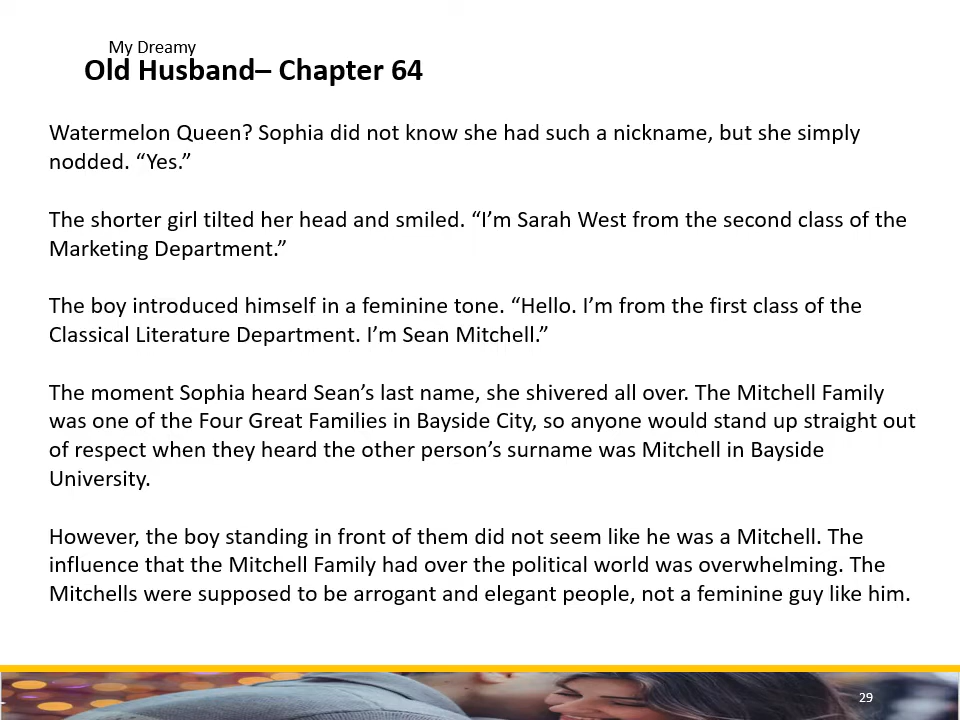 My Dreamy
Old Husband– Chapter 64
Watermelon Queen? Sophia did not know she had such a nickname, but she simply
nodded. “Yes.”
The shorter girl tilted her head and smiled. “I’m Sarah West from the second class of the
Marketing Department.”
The boy introduced himself in a feminine tone. “Hello. I’m from the first class of the
Classical Literature Department. I’m Sean Mitchell.”
The moment Sophia heard Sean’s last name, she shivered all over. The Mitchell Family
was one of the Four Great Families in Bayside City, so anyone would stand up straight out
of respect when they heard the other person’s surname was Mitchell in Bayside
University.
However, the boy standing in front of them did not seem like he was a Mitchell. The
influence that the Mitchell Family had over the political world was overwhelming. The
Mitchells were supposed to be arrogant and elegant people, not a feminine guy like him.
29